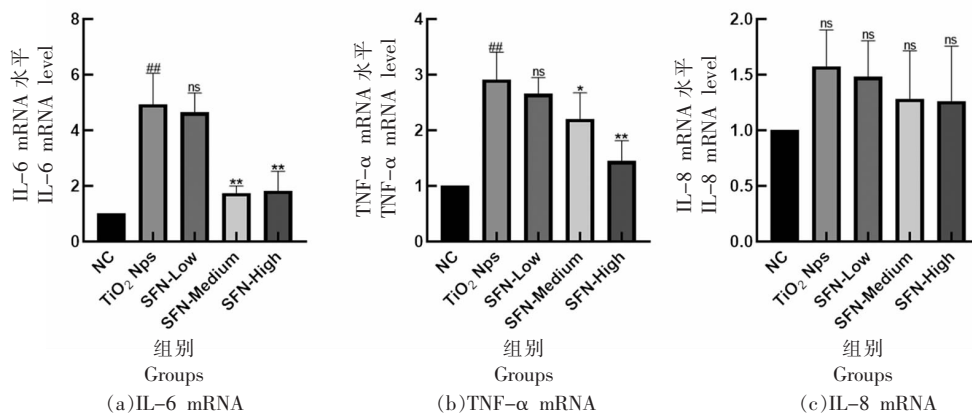 IL-6 mRNA 水平
IL-6 mRNA level
8
6
4
2
0
##
ns
**
**
NC
TiO2 Nps
SFN-Low
SFN-Medium
SFN-High
组别
Groups
(a)IL-6 mRNA
TNF-α mRNA 水平
TNF-α mRNA level
4
3
2
1
0
##
ns
*
**
NC
TiO2 Nps
SFN-Low
SFN-Medium
SFN-High
组别
Groups
(b)TNF-α mRNA
IL-8 mRNA 水平
IL-8 mRNA level
2.0
1.5
1.0
0.5
0.0
ns
ns
ns
ns
NC
TiO2 Nps
SFN-Low
SFN-Medium
SFN-High
组别
Groups
(c)IL-8 mRNA